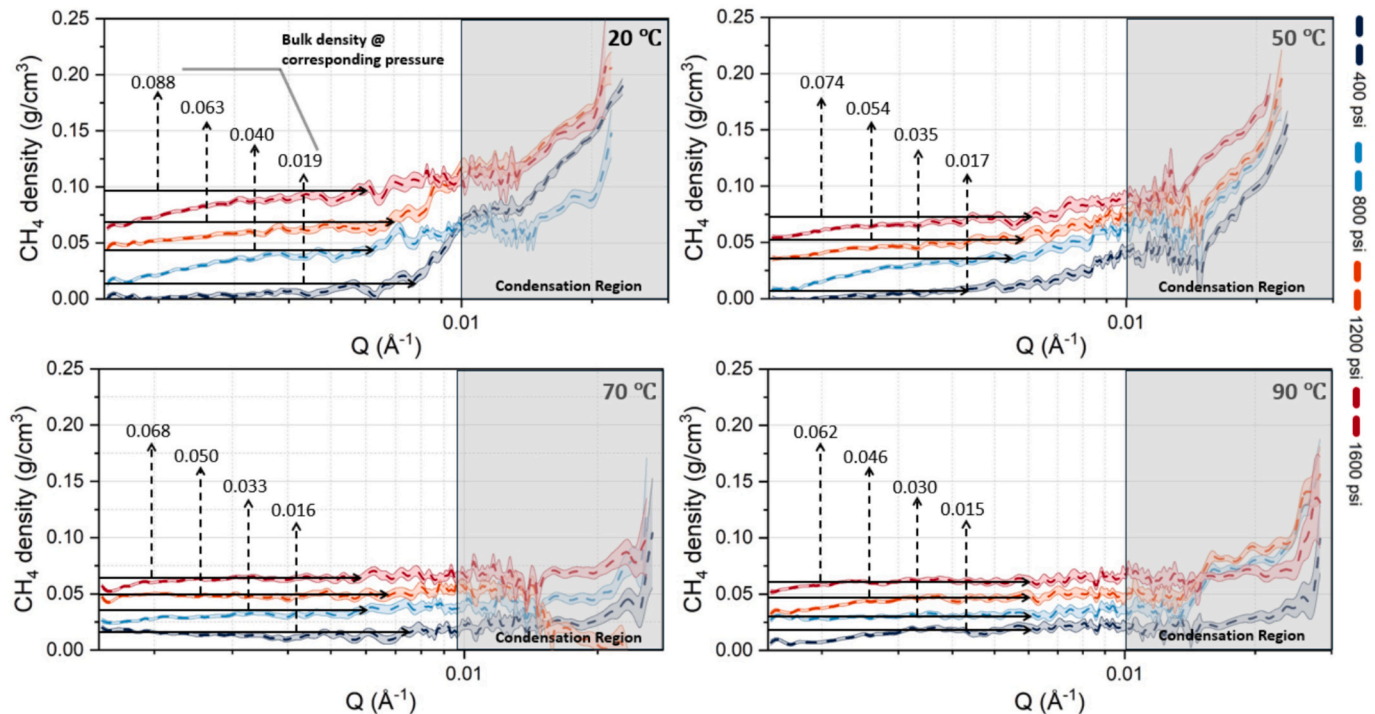 0.25
0.20
0.15
0.10
0.05
0.00
CH4 density (g/cm3)
Bulk density @
corresponding pressure
0.088
0.063
0.040
0.019
20 ℃
Condensation Region
0.01
Q (Å-1)
0.25
0.20
0.15
0.10
0.05
0.00
CH4 density (g/cm3)
0.074
0.054
0.035
0.017
50 ℃
Condensation Region
0.01
Q (Å-1)
0.25
0.20
0.15
0.10
0.05
0.00
CH4 density (g/cm3)
0.068
0.050
0.033
0.016
70 ℃
Condensation Region
0.01
Q (Å-1)
0.25
0.20
0.15
0.10
0.05
0.00
CH4 density (g/cm3)
0.062
0.046
0.030
0.015
90 ℃
Condensation Region
0.01
Q (Å-1)
400 psi
800 psi
1200 psi
1600 psi